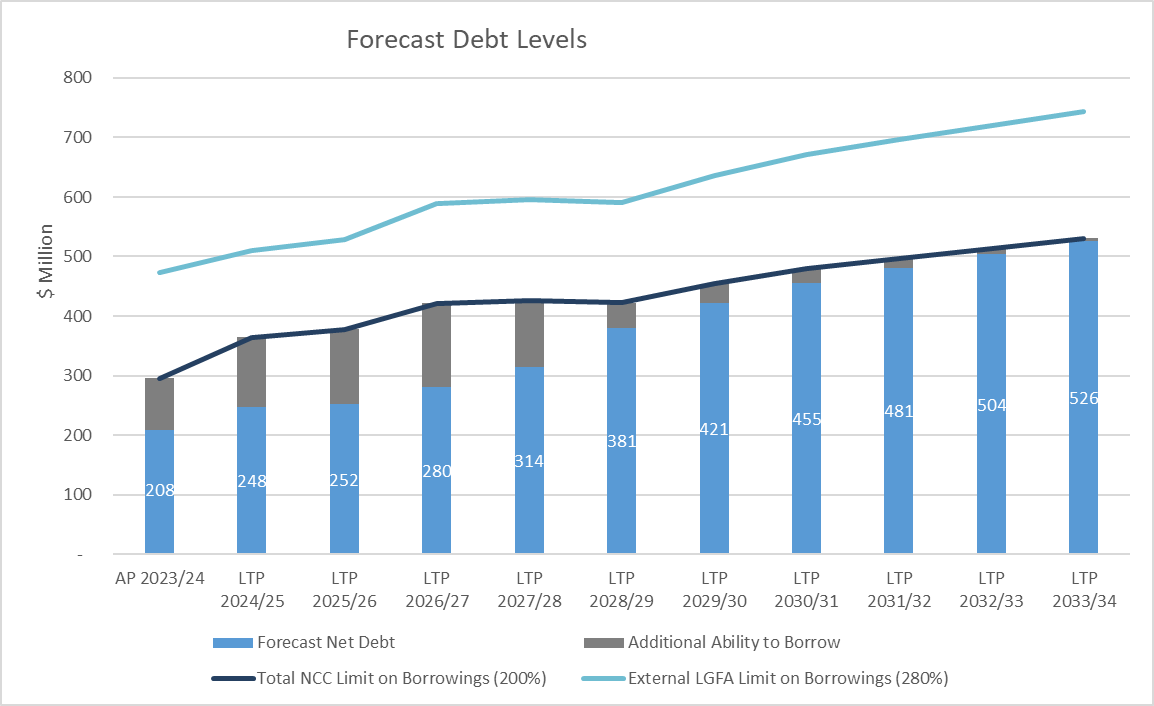 Forecast Debt Levels
$ Million
800
700
600
500
400
300
200
100
-
208
248
252
280
314
381
421
455
481
504
526
AP 2023/24
LTP
2024/25
LTP
2025/26
LTP
2026/27
LTP
2027/28
LTP
2028/29
LTP
2029/30
LTP
2030/31
LTP
2031/32
LTP
2032/33
LTP
2033/34
Forecast Net Debt
Additional Ability to Borrow
Total NCC Limit on Borrowings (200%)
External LGFA Limit on Borrowings (280%)